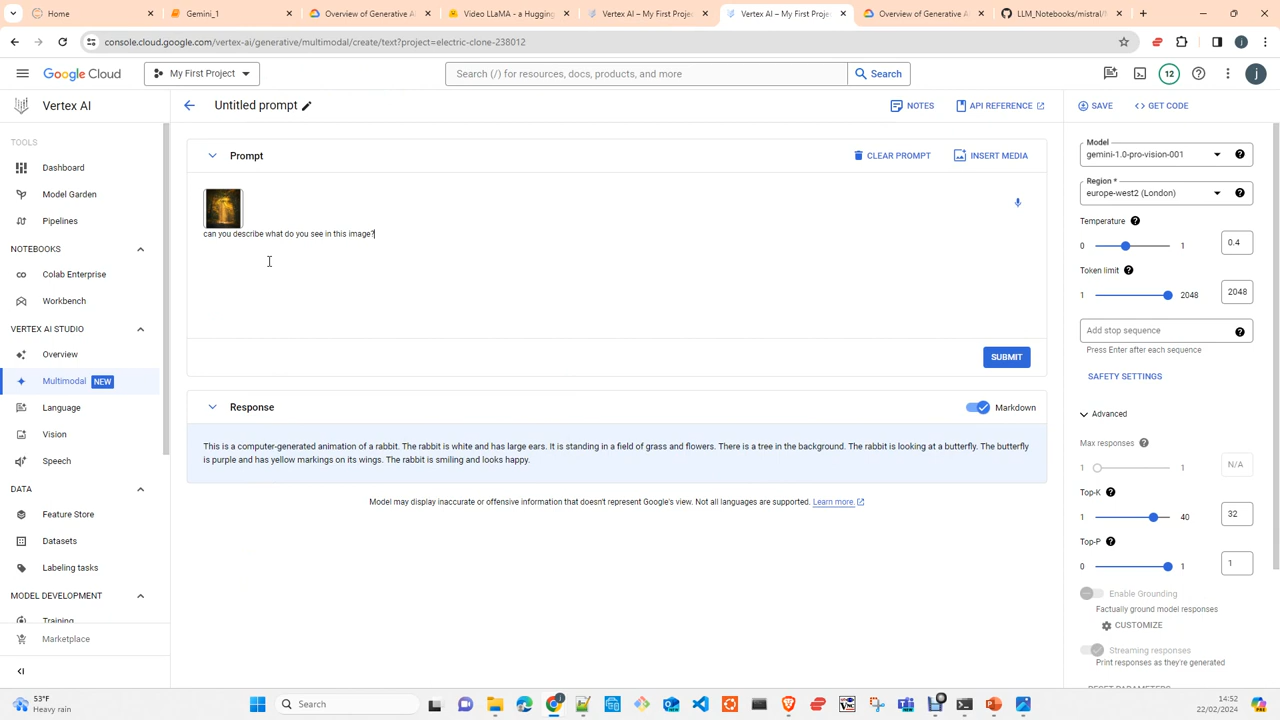 Home
Gemini_1
Overview of Generative A
Video LLaMA - a Hugging
Vertex AI – My First Proje
Vertex AI – My First Proje
Overview of Generative A
LLM_Notebooks/mistral/
console.cloud.google.com/vertex-ai/generative/multimodal/create/text?project=electric-clone-238012
Google Cloud
My First Project
Search (/) for resources, docs, products, and more
Search
12
j
Vertex AI
Untitled prompt
NOTES
API REFERENCE
SAVE
GET CODE
TOOLS
Dashboard
Model Garden
Pipelines
NOTEBOOKS
Colab Enterprise
Workbench
VERTEX AI STUDIO
Overview
Multimodal NEW
Language
Vision
Speech
DATA
Feature Store
Datasets
Labeling tasks
MODEL DEVELOPMENT
Training
Marketplace
Prompt
CLEAR PROMPT
INSERT MEDIA
can you describe what do you see in this image?
SUBMIT
Response
Markdown
This is a computer-generated animation of a rabbit. The rabbit is white and has large ears. It is standing in a field of grass and flowers. There is a tree in the background. The rabbit is looking at a butterfly. The butterfly
is purple and has yellow markings on its wings. The rabbit is smiling and looks happy.
Model may display inaccurate or offensive information that doesn't represent Google's view. Not all languages are supported. Learn more.
Model
gemini-1.0-pro-vision-001
Region *
europe-west2 (London)
Temperature
0 1 0.4
Token limit
1 2048 2048
Add stop sequence
Press Enter after each sequence
SAFETY SETTINGS
Advanced
Max responses
1 1 N/A
Top-K
1 40 32
Top-P
0 1 1
Enable Grounding
Factually ground model responses
CUSTOMIZE
Streaming responses
Print responses as they're generated
53°F
Heavy rain
Search
14:52
22/02/2024